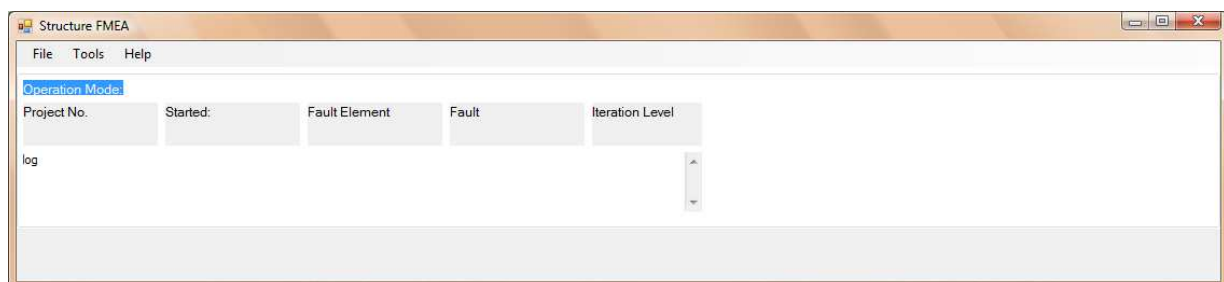 Structure FMEA
File Tools Help
Operation Mode:
Project No. Started: Fault Element Fault Iteration Level
log